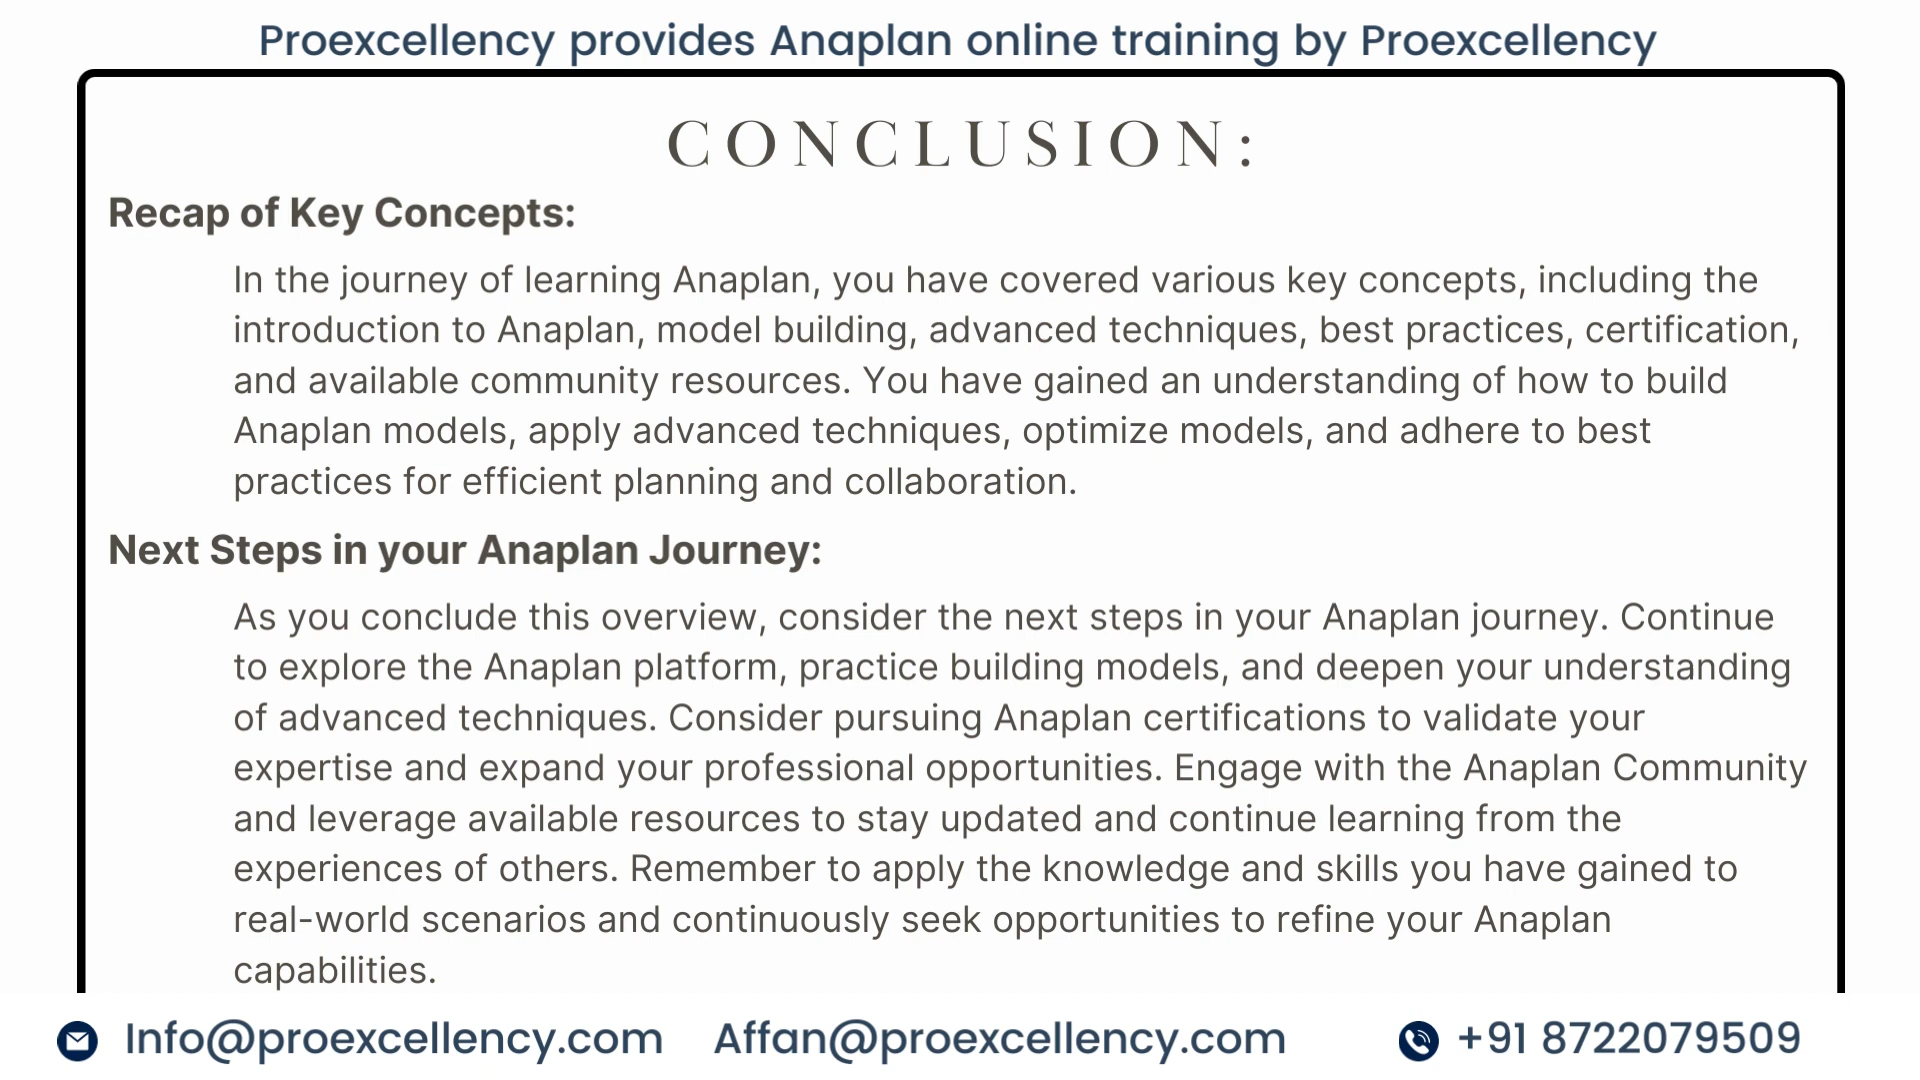 Proexcellency provides Anaplan online training by Proexcellency
CONCLUSION:
Recap of Key Concepts:
In the journey of learning Anaplan, you have covered various key concepts, including the
introduction to Anaplan, model building, advanced techniques, best practices, certification,
and available community resources. You have gained an understanding of how to build
Anaplan models, apply advanced techniques, optimize models, and adhere to best
practices for efficient planning and collaboration.
Next Steps in your Anaplan Journey:
As you conclude this overview, consider the next steps in your Anaplan journey. Continue
to explore the Anaplan platform, practice building models, and deepen your understanding
of advanced techniques. Consider pursuing Anaplan certifications to validate your
expertise and expand your professional opportunities. Engage with the Anaplan Community
and leverage available resources to stay updated and continue learning from the
experiences of others. Remember to apply the knowledge and skills you have gained to
real-world scenarios and continuously seek opportunities to refine your Anaplan
capabilities.
Info@proexcellency.com Affan@proexcellency.com +91 8722079509